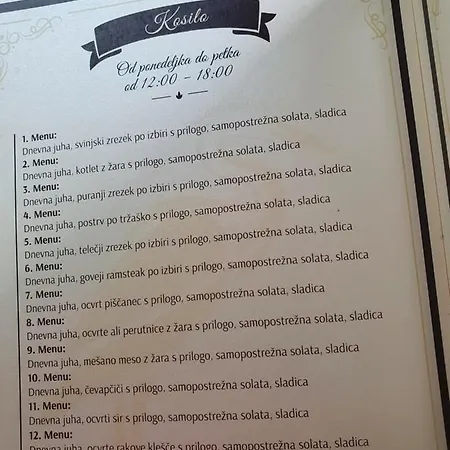 Kosilo
Od ponedeljka do petka
od 12:00 - 18:00
1. Menu:
Dnevna juha, svinjski zrezek po izbiri s prilogo, samopostrežna solata, sladica
2. Menu:
Dnevna juha, kotlet z žara s prilogo, samopostrežna solata, sladica
3. Menu:
Dnevna juha, puranji zrezek po izbiri s prilogo, samopostrežna solata, sladica
4. Menu:
Dnevna juha, postrv po tržaško s prilogo, samopostrežna solata, sladica
5. Menu:
Dnevna juha, telečji zrezek po izbiri s prilogo, samopostrežna solata, sladica
6. Menu:
Dnevna juha, goveji ramsteak po izbiri s prilogo, samopostrežna solata, sladica
7. Menu:
Dnevna juha, ocvrt piščanec s prilogo, samopostrežna solata, sladica
8. Menu:
Dnevna juha, ocvrte ali perutnice z žara s prilogo, samopostrežna solata, sladica
9. Menu:
Dnevna juha, mešano meso z žara s prilogo, samopostrežna solata, sladica
10. Menu:
Dnevna juha, čevapčiči s prilogo, samopostrežna solata, sladica
11. Menu:
Dnevna juha, ocvrti sir s prilogo, samopostrežna solata, sladica
12. Menu:
Dnevna juha, ocvrte rakove klešče s prilogo, samopostrežna solata, sladica